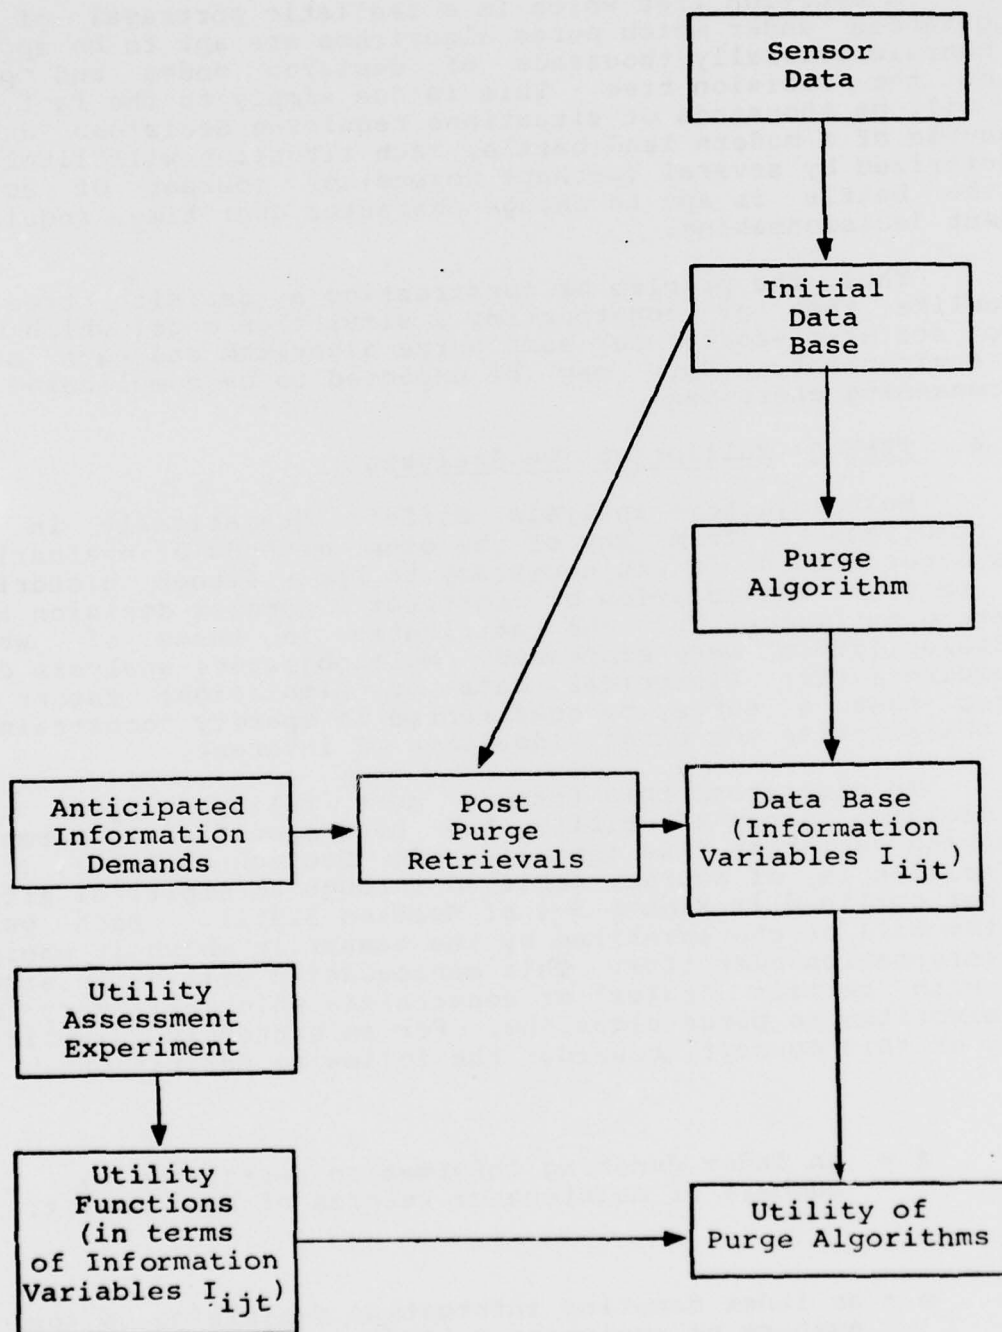 Sensor
Data
Initial
Data
Base
Purge
Algorithm
Anticipated
Information
Demands
Post
Purge
Retrievals
Data Base
(Information
Variables I_ijt)
Utility
Assessment
Experiment
Utility
Functions
(in terms
of Information
Variables I_ijt)
Utility of
Purge Algorithms